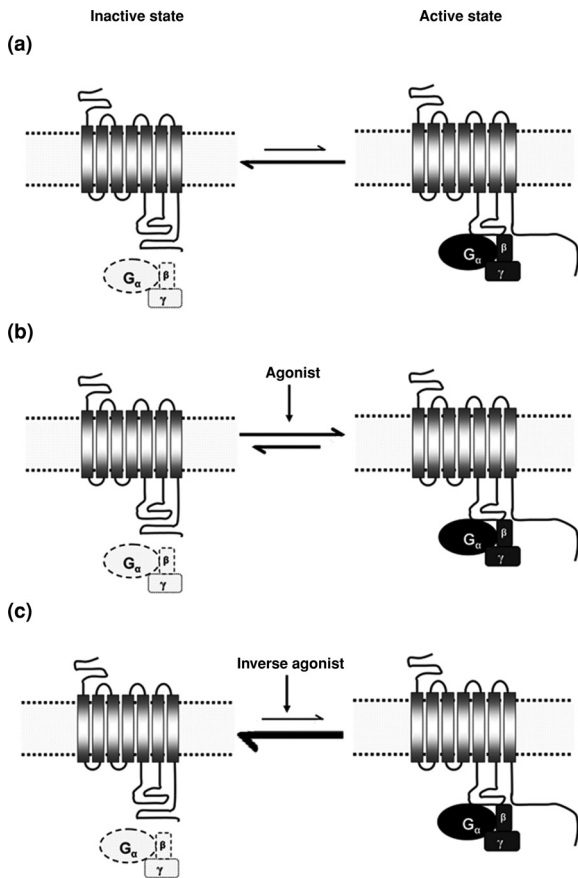 Inactive state Active state
(a)
Gα β γ
Gα β γ
(b)
Agonist
Gα β γ
Gα β γ
(c)
Inverse agonist
Gα β γ
Gα β γ